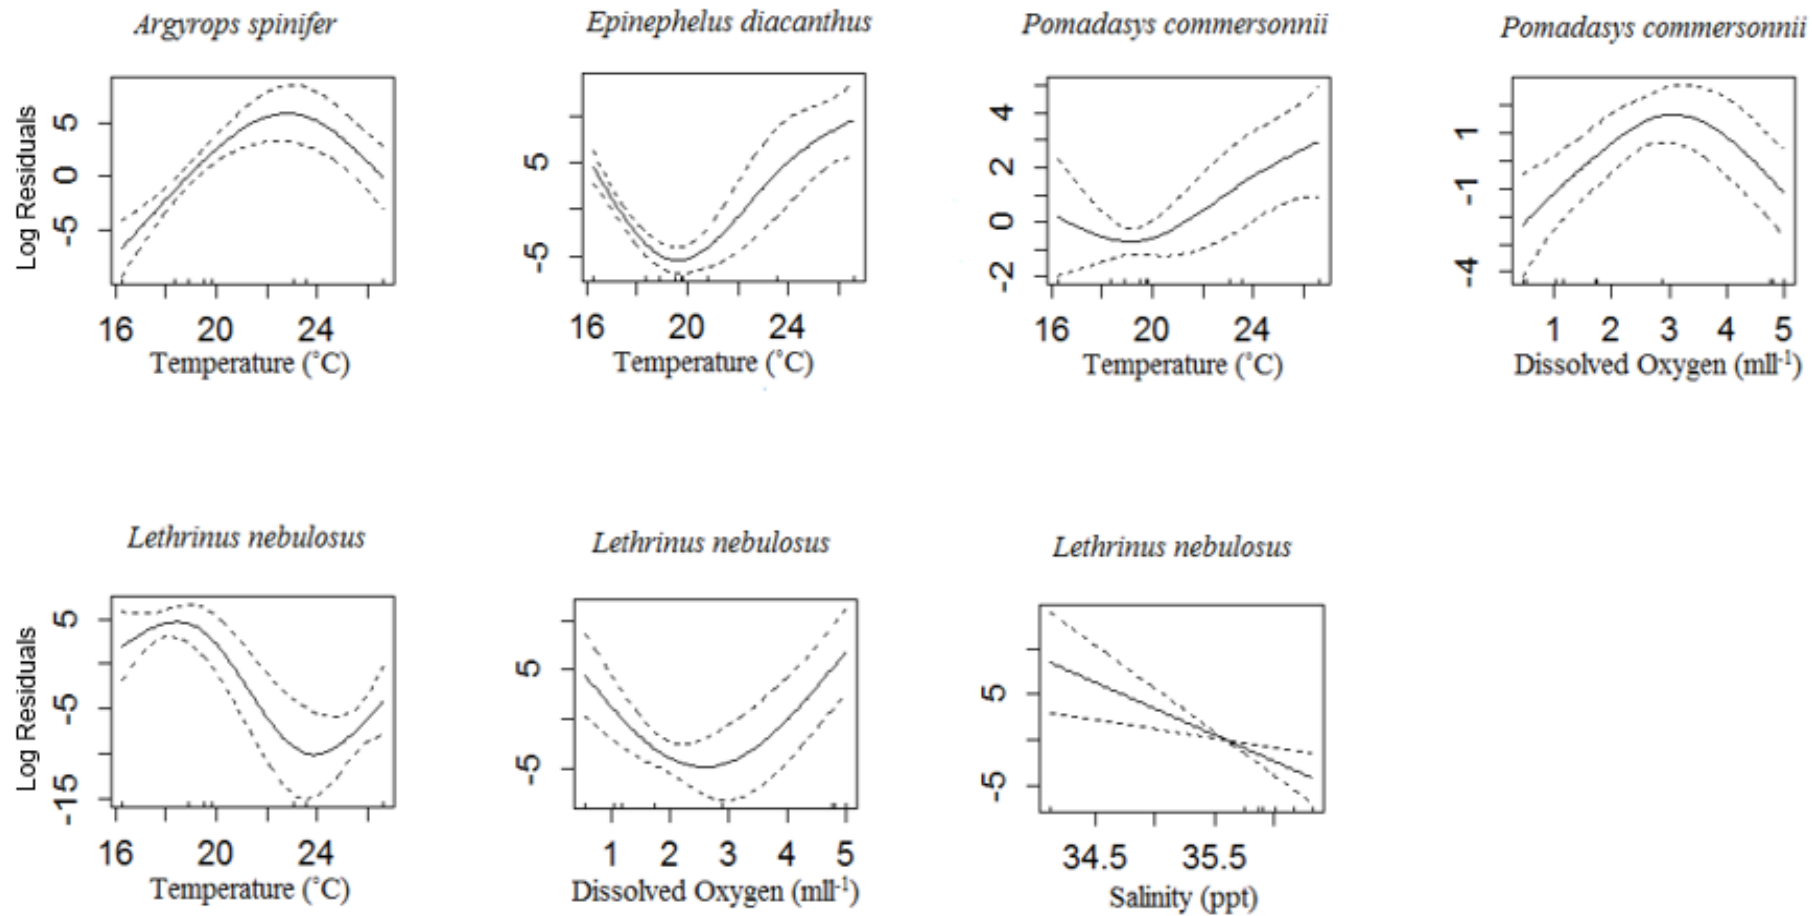 Argyrops spinifer
Epinephelus diacanthus
Pomadasys commersonnii
Pomadasys commersonnii
Log Residuals
5
0
-5
16 20 24
Temperature (°C)
5
-5
16 20 24
Temperature (°C)
4
2
0
-2
16 20 24
Temperature (°C)
1
-1
-4
1 2 3 4 5
Dissolved Oxygen (mll-1)
Lethrinus nebulosus
Lethrinus nebulosus
Lethrinus nebulosus
Log Residuals
5
-5
-15
16 20 24
Temperature (°C)
5
-5
1 2 3 4 5
Dissolved Oxygen (mll-1)
5
-5
34.5 35.5
Salinity (ppt)